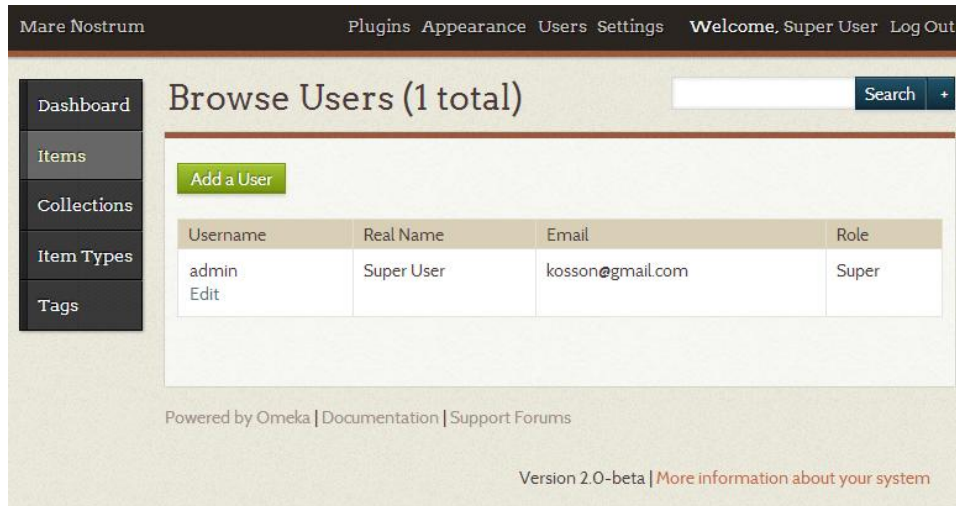 Mare Nostrum
Plugins Appearance Users Settings Welcome, Super User Log Out
Dashboard
Items
Collections
Item Types
Tags
Browse Users (1 total)
Search +
Add a User
Username Real Name Email Role
admin Super User kosson@gmail.com Super
Edit
Powered by Omeka | Documentation | Support Forums
Version 2.0-beta | More information about your system